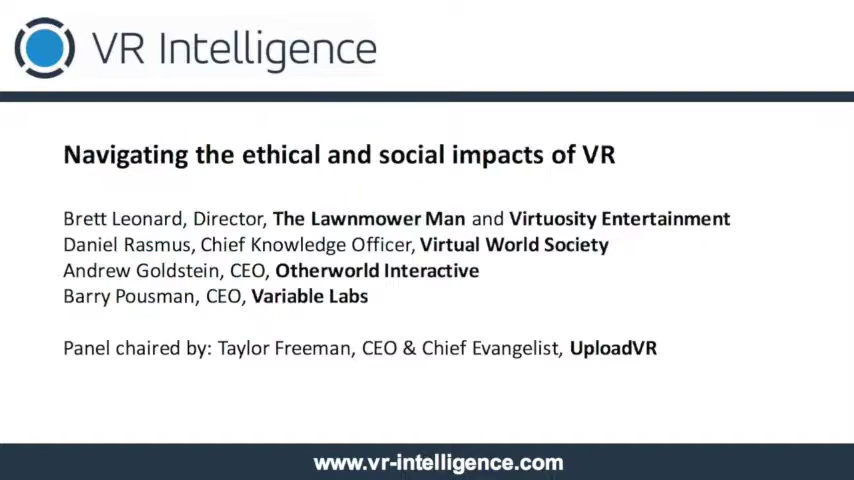 VR Intelligence
Navigating the ethical and social impacts of VR
Brett Leonard, Director, The Lawnmower Man and Virtuosity Entertainment
Daniel Rasmus, Chief Knowledge Officer, Virtual World Society
Andrew Goldstein, CEO, Otherworld Interactive
Barry Pousman, CEO, Variable Labs
Panel chaired by: Taylor Freeman, CEO & Chief Evangelist, UploadVR
www.vr-intelligence.com